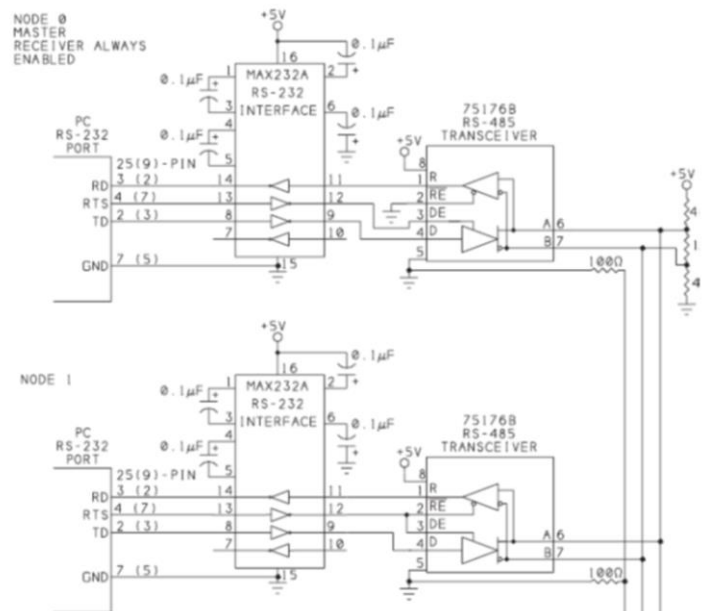 NODE 0
MASTER
RECEIVER ALWAYS
ENABLED
+5V
16
0.1µF
+
1
MAX232A
2
RS-232
+
0.1µF
+
3
INTERFACE
6
0.1µF
+
4
0.1µF
+
5
PC
RS-232
PORT
25(9)-PIN
RD 3 (2) 14 11
RTS 4 (7) 13 12
TD 2 (3) 8 9
7 10
GND 7 (5) 15
75176B
RS-485
TRANSCEIVER
+5V
8
1 R
2 RE
3 DE
4 D
5
A 6
B 7
100Ω
+5V
4
1
4
NODE 1
+5V
16
0.1µF
+
1
MAX232A
2
RS-232
+
0.1µF
+
3
INTERFACE
6
0.1µF
+
4
0.1µF
+
5
PC
RS-232
PORT
25(9)-PIN
RD 3 (2) 14 11
RTS 4 (7) 13 12
TD 2 (3) 8 9
7 10
GND 7 (5) 15
75176B
RS-485
TRANSCEIVER
+5V
8
1 R
2 RE
3 DE
4 D
5
A 6
B 7
100Ω